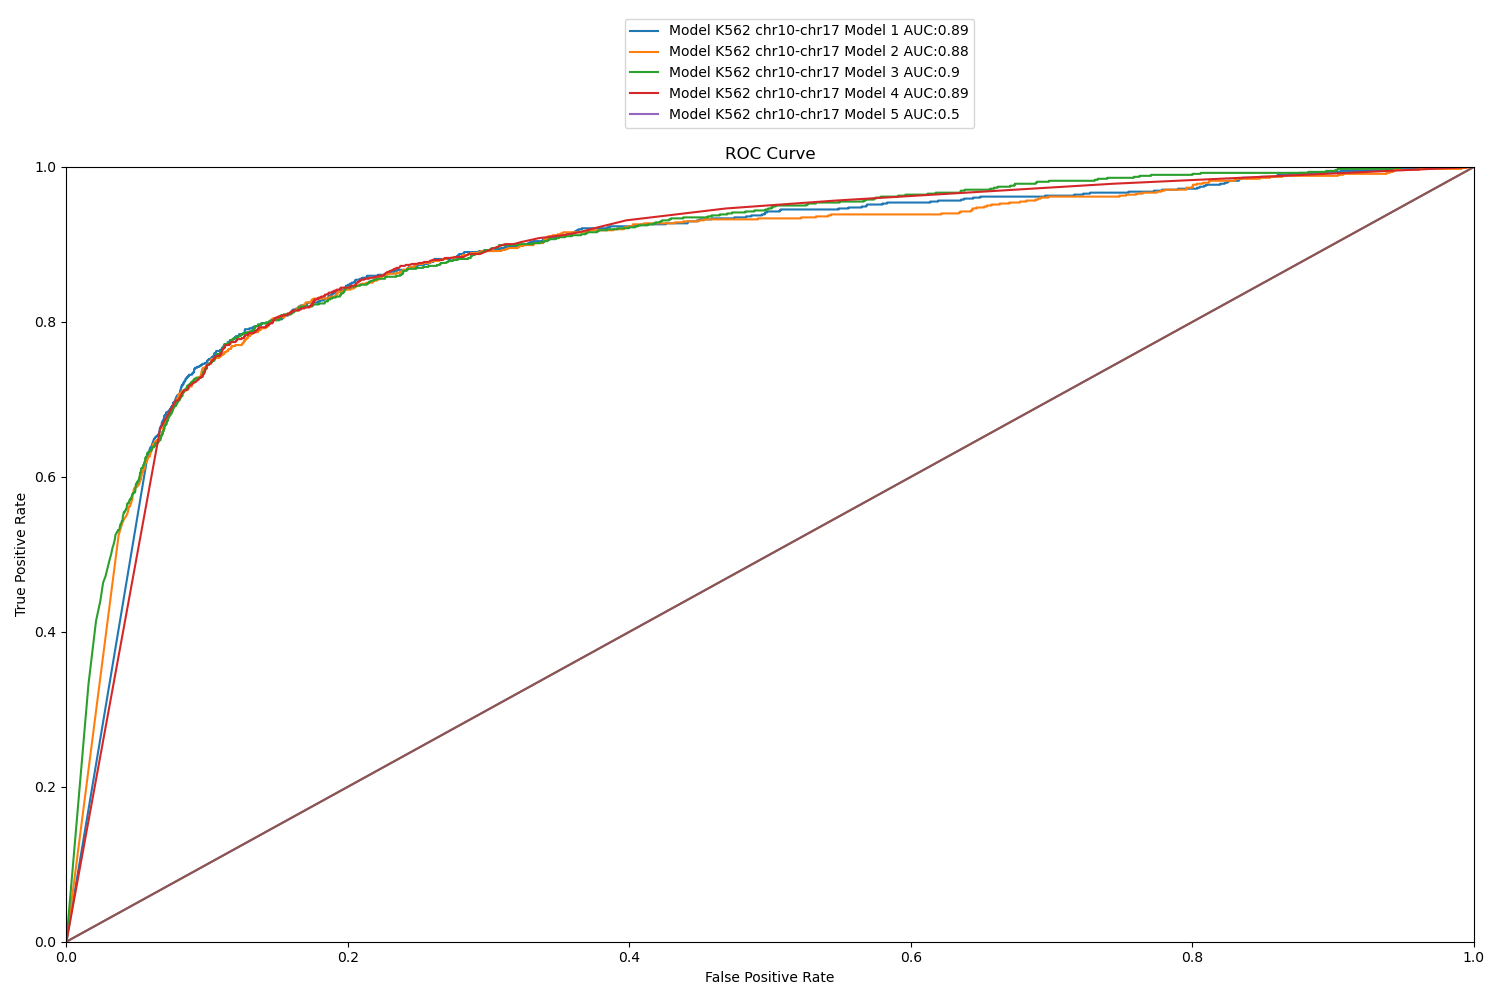 Model K562 chr10-chr17 Model 1 AUC:0.89
Model K562 chr10-chr17 Model 2 AUC:0.88
Model K562 chr10-chr17 Model 3 AUC:0.9
Model K562 chr10-chr17 Model 4 AUC:0.89
Model K562 chr10-chr17 Model 5 AUC:0.5
ROC Curve
1.0
0.8
0.6
0.4
0.2
0.0
True Positive Rate
0.0 0.2 0.4 0.6 0.8 1.0
False Positive Rate